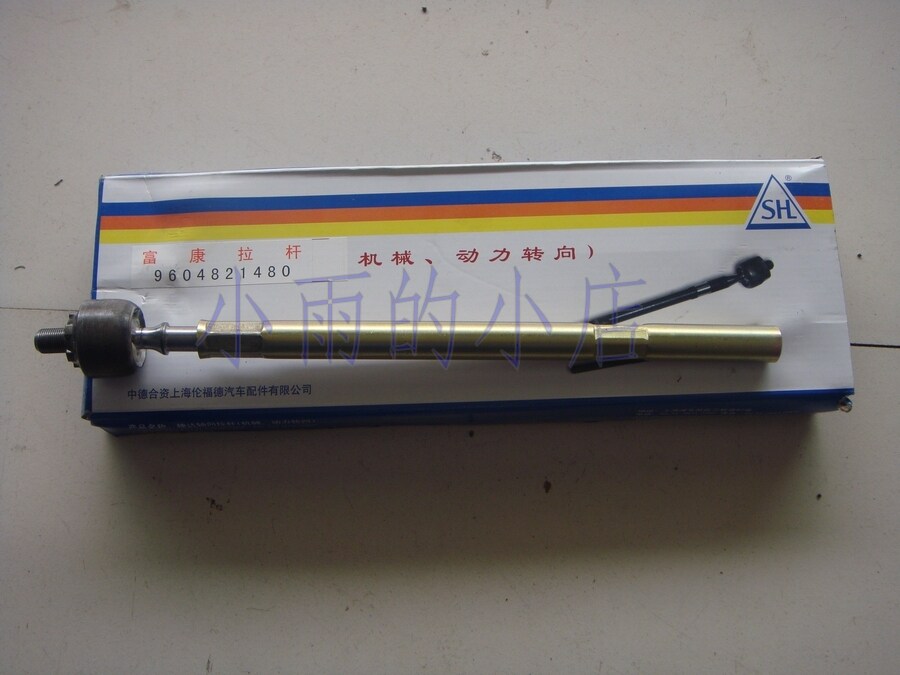 SH
®
富康拉杆
9604821480
机械、动力转向）
小雨的小店
中德合资上海伦福德汽车配件有限公司